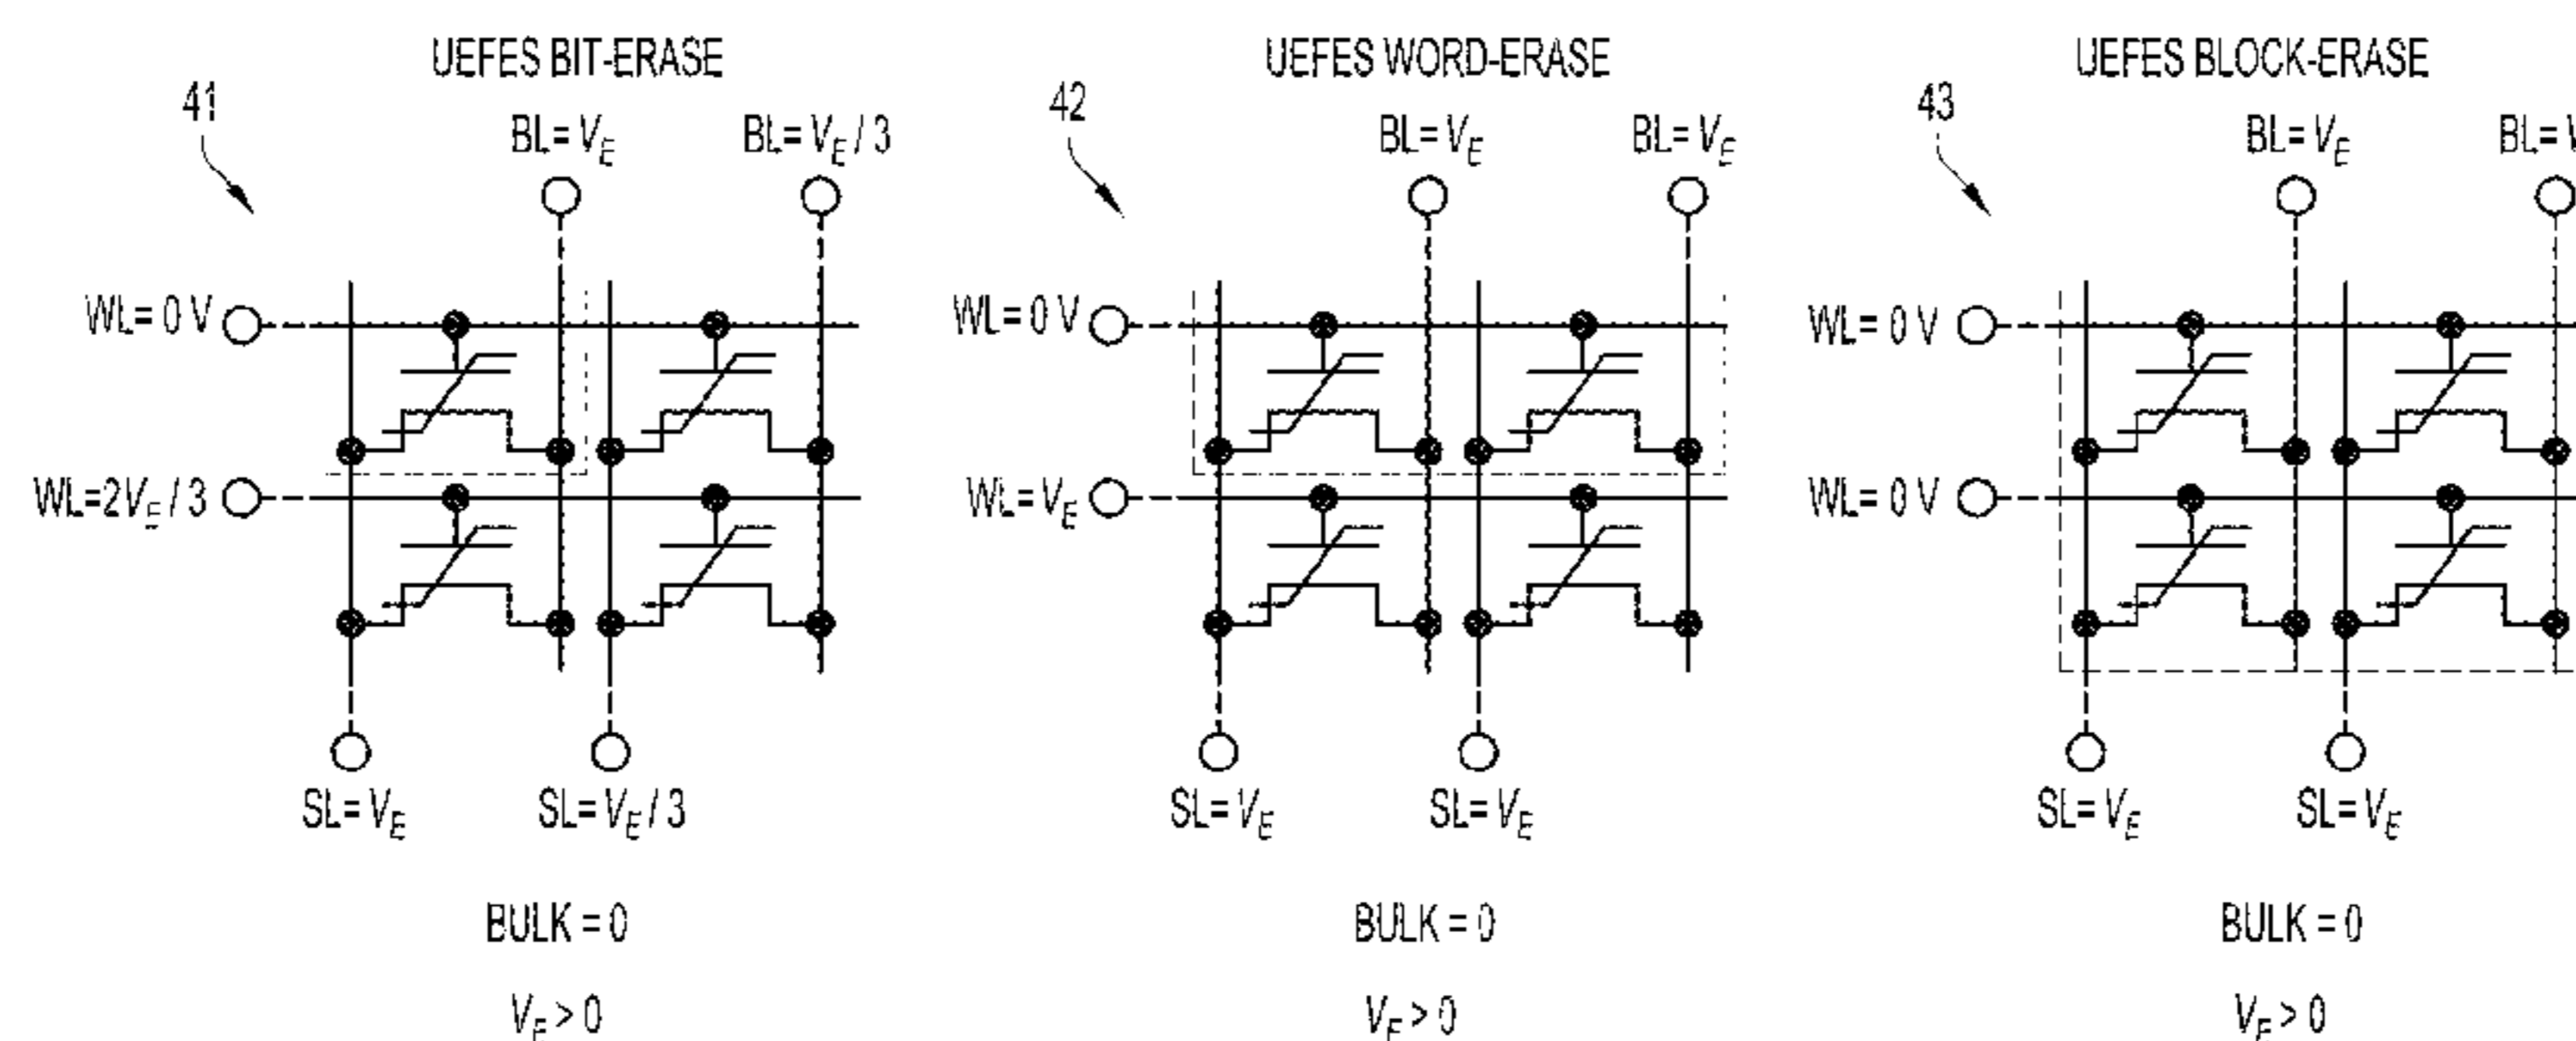 UEFES BIT-ERASE
41
BL= V_E
BL= V_E / 3
WL= 0 V
WL=2V_E / 3
SL= V_E
SL= V_E / 3
BULK = 0
V_E > 0
UEFES WORD-ERASE
42
BL= V_E
BL= V_E
WL= 0 V
WL= V_E
SL= V_E
SL= V_E
BULK = 0
V_E > 0
UEFES BLOCK-ERASE
43
BL= V_E
BL=
WL= 0 V
WL= 0 V
SL= V_E
SL= V_E
BULK = 0
V_E > 0